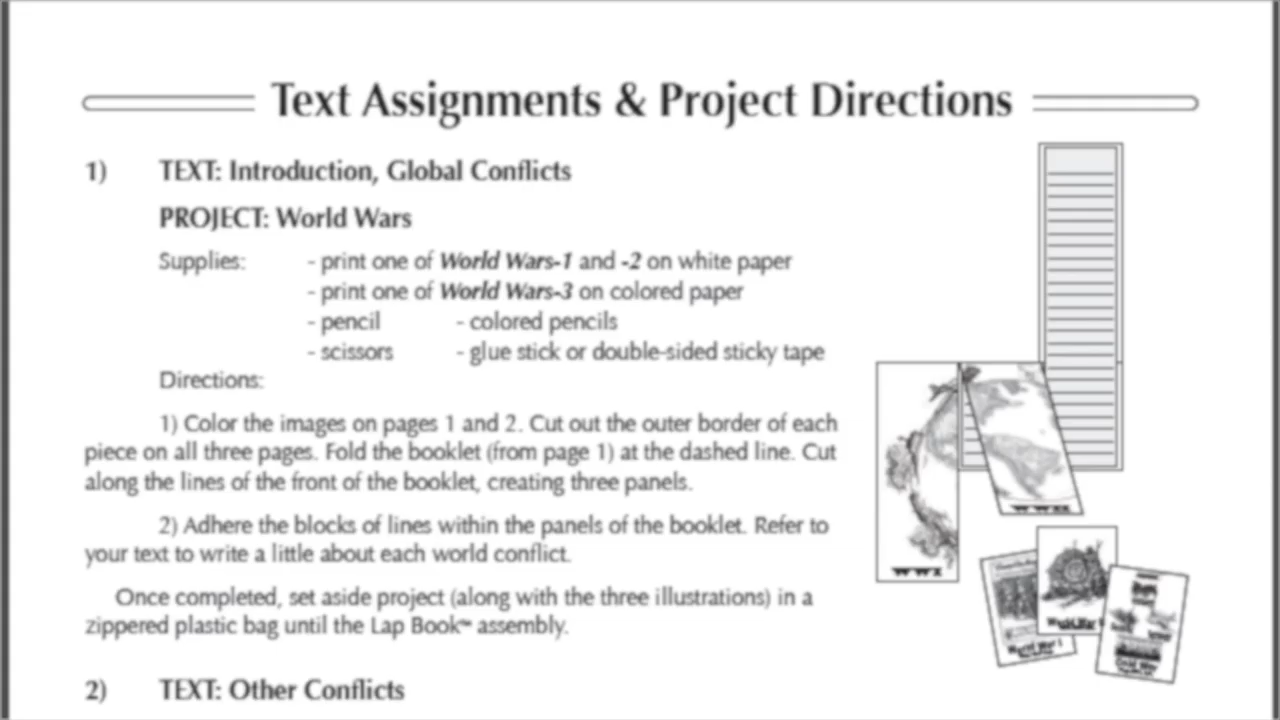 Text Assignments & Project Directions
1) TEXT: Introduction, Global Conflicts
PROJECT: World Wars
Supplies: - print one of World Wars-1 and -2 on white paper
- print one of World Wars-3 on colored paper
- pencil - colored pencils
- scissors - glue stick or double-sided sticky tape
Directions:
1) Color the images on pages 1 and 2. Cut out the outer border of each
piece on all three pages. Fold the booklet (from page 1) at the dashed line. Cut
along the lines of the front of the booklet, creating three panels.
2) Adhere the blocks of lines within the panels of the booklet. Refer to
your text to write a little about each world conflict.
Once completed, set aside project (along with the three illustrations) in a
zippered plastic bag until the Lap Book™ assembly.
2) TEXT: Other Conflicts
WWI
World War I
Cold War